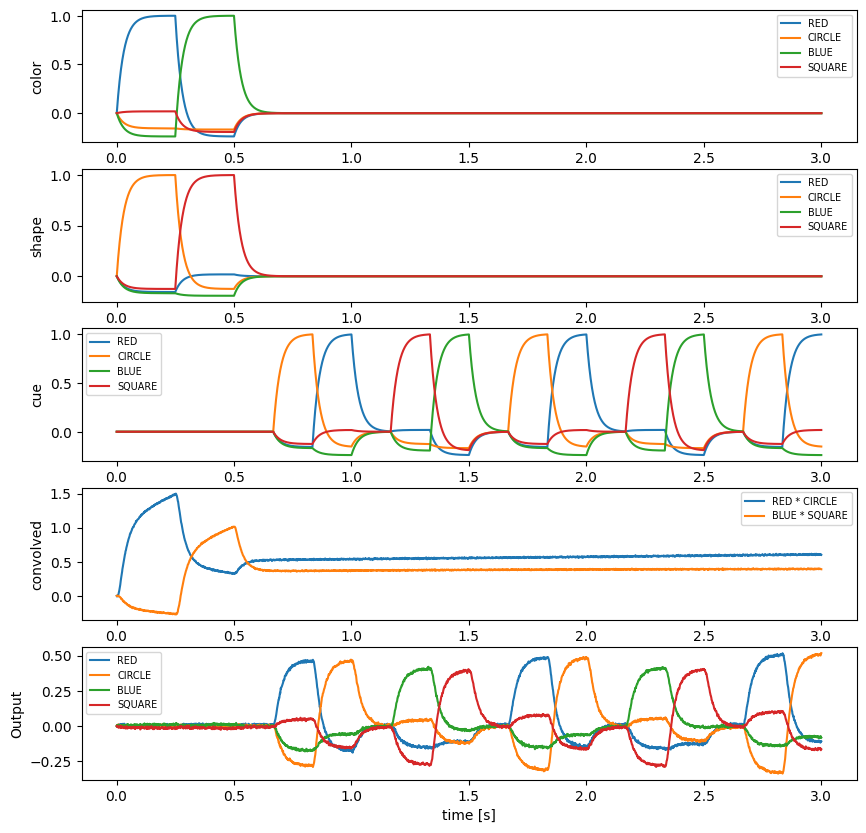 color
1.0
0.5
0.0
RED
CIRCLE
BLUE
SQUARE
0.0 0.5 1.0 1.5 2.0 2.5 3.0
shape
1.0
0.5
0.0
RED
CIRCLE
BLUE
SQUARE
0.0 0.5 1.0 1.5 2.0 2.5 3.0
cue
1.0
0.5
0.0
RED
CIRCLE
BLUE
SQUARE
0.0 0.5 1.0 1.5 2.0 2.5 3.0
convolved
1.5
1.0
0.5
0.0
RED * CIRCLE
BLUE * SQUARE
0.0 0.5 1.0 1.5 2.0 2.5 3.0
Output
0.50
0.25
0.00
−0.25
RED
CIRCLE
BLUE
SQUARE
0.0 0.5 1.0 1.5 2.0 2.5 3.0
time [s]